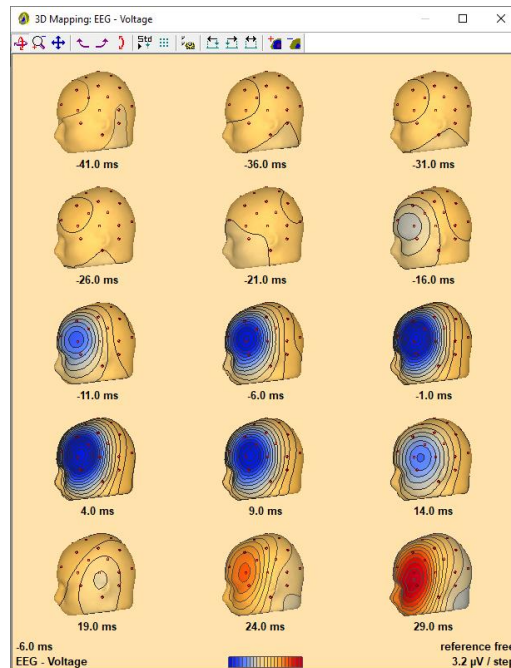 3D Mapping: EEG - Voltage
Std
-41.0 ms -36.0 ms -31.0 ms
-26.0 ms -21.0 ms -16.0 ms
-11.0 ms -6.0 ms -1.0 ms
4.0 ms 9.0 ms 14.0 ms
19.0 ms 24.0 ms 29.0 ms
-6.0 ms reference free
EEG - Voltage 3.2 µV / step